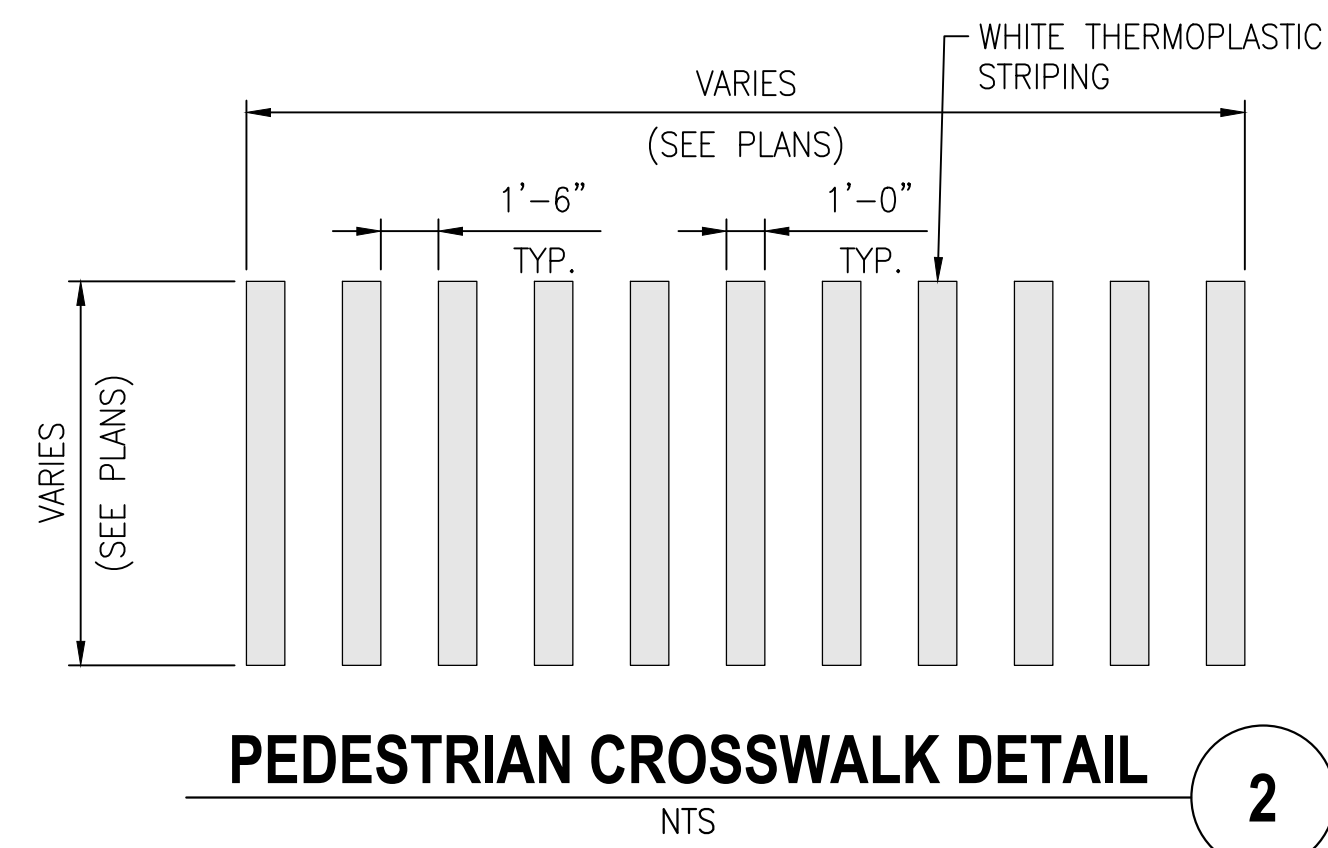 WHITE THERMOPLASTIC
STRIPING
VARIES
(SEE PLANS)
1'-6"
TYP.
1'-0"
TYP.
VARIES
(SEE PLANS)
PEDESTRIAN CROSSWALK DETAIL
NTS
2